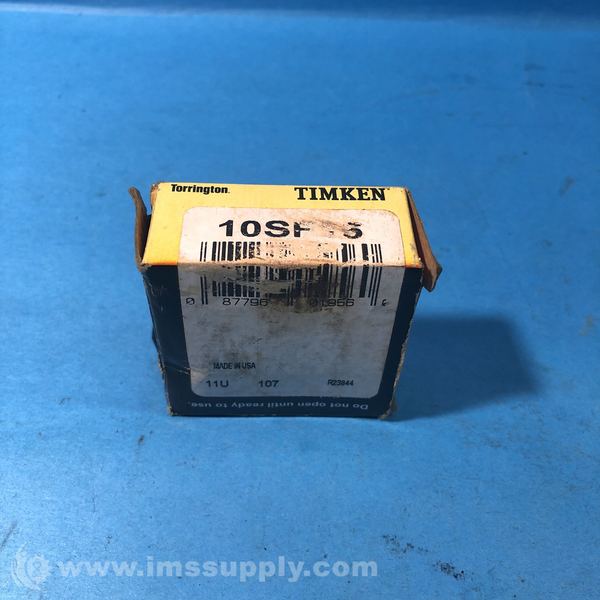 Torrington
TIMKEN
MADE IN USA
11U 107 R23844
Do not open until ready to use.
www.imssupply.com